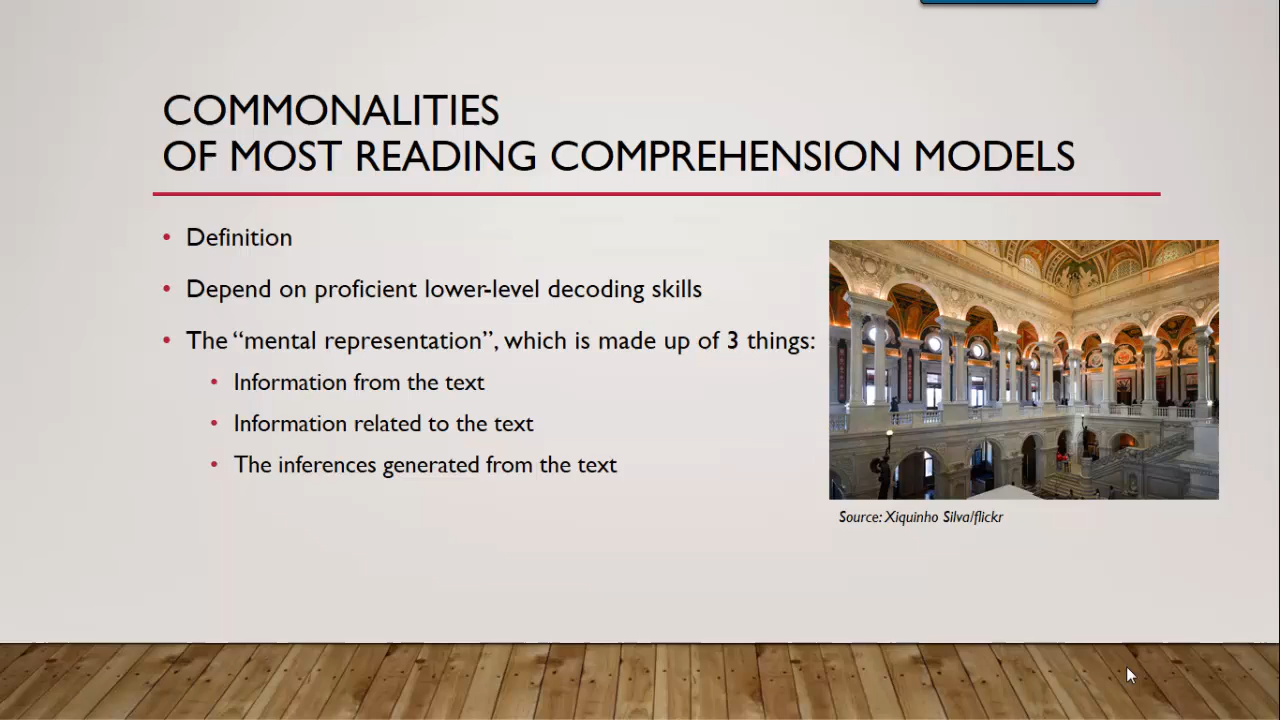 COMMONALITIES
OF MOST READING COMPREHENSION MODELS
• Definition
• Depend on proficient lower-level decoding skills
• The “mental representation”, which is made up of 3 things:
• Information from the text
• Information related to the text
• The inferences generated from the text
Source: Xiquinho Silva/flickr